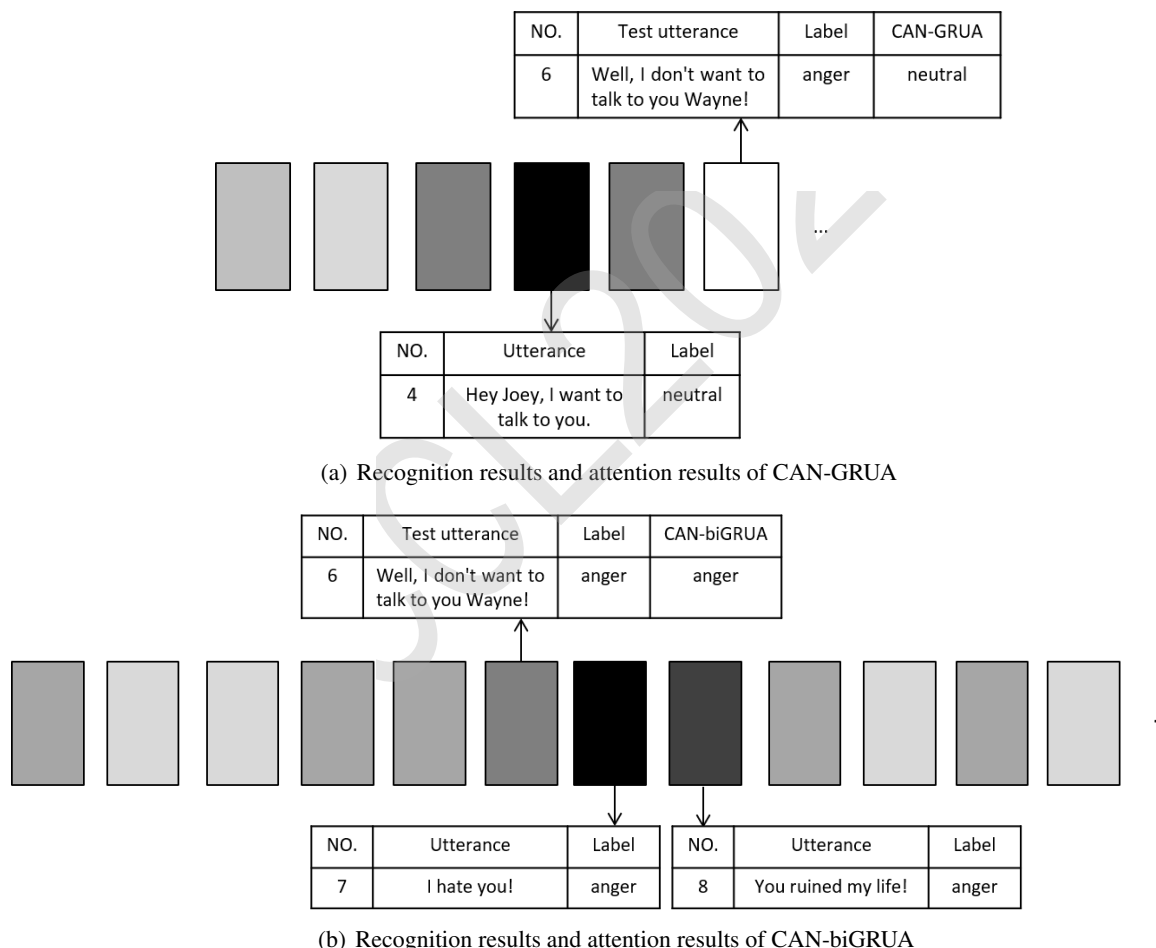 NO. Test utterance Label CAN-GRUA
6 Well, I don't want to anger neutral
talk to you Wayne!
...
NO. Utterance Label
4 Hey Joey, I want to neutral
talk to you.
(a) Recognition results and attention results of CAN-GRUA
NO. Test utterance Label CAN-biGRUA
6 Well, I don't want to anger anger
talk to you Wayne!
NO. Utterance Label NO. Utterance Label
7 I hate you! anger 8 You ruined my life! anger
(b) Recognition results and attention results of CAN-biGRUA